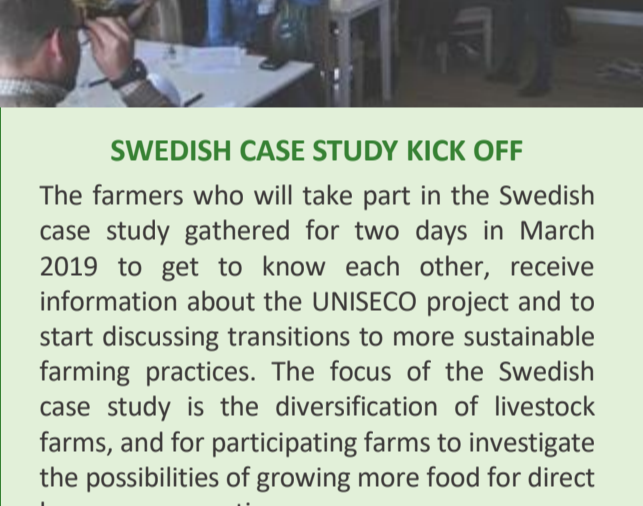 SWEDISH CASE STUDY KICK OFF
The farmers who will take part in the Swedish
case study gathered for two days in March
2019 to get to know each other, receive
information about the UNISECO project and to
start discussing transitions to more sustainable
farming practices. The focus of the Swedish
case study is the diversification of livestock
farms, and for participating farms to investigate
the possibilities of growing more food for direct